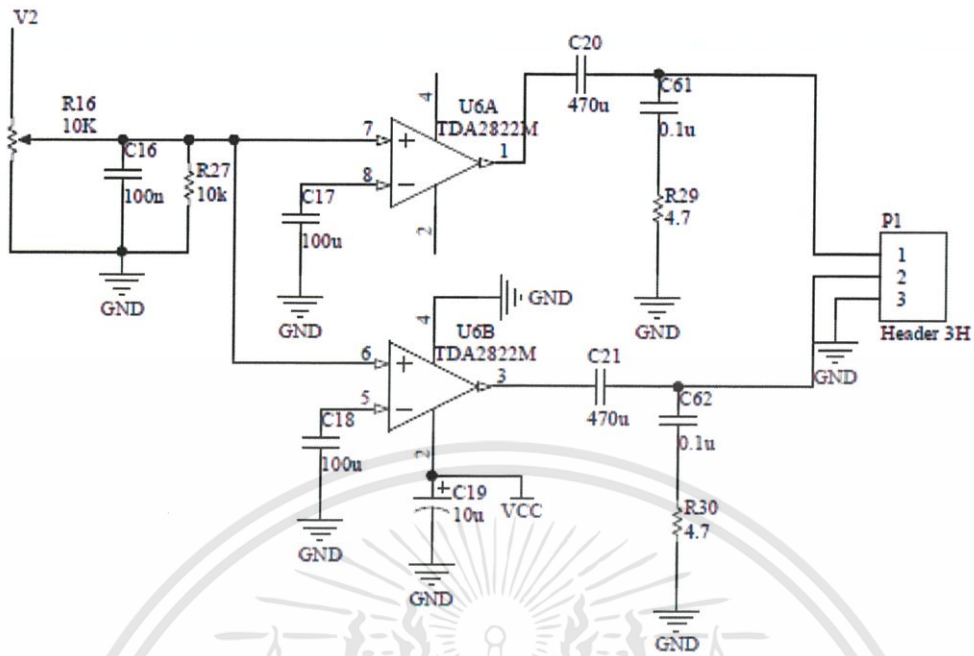 V2
R16
10K
C16
100n
R27
10k
7
8
4
U6A
TDA2822M
1
2
C17
100u
GND
GND
C20
470u
C61
0.1u
R29
4.7
GND
P1
1
2
3
Header 3H
GND
4
GND
U6B
TDA2822M
6
5
3
2
C18
100u
GND
C19
10u
VCC
GND
C21
470u
C62
0.1u
R30
4.7
GND